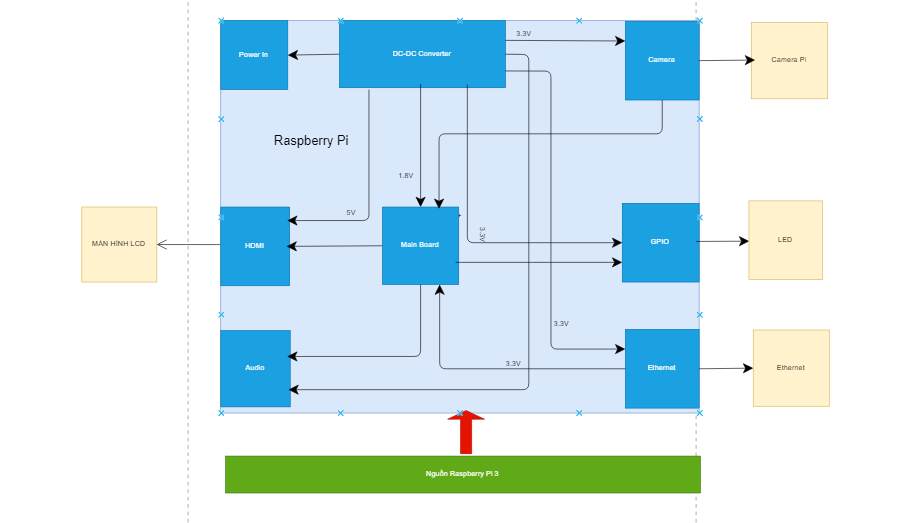 3.3V
Power In
DC-DC Converter
Camera
Camera Pi
Raspberry Pi
1.8V
5V
MÀN HÌNH LCD
HDMI
Main Board
3.3V
GPIO
LED
3.3V
3.3V
Audio
Ethernet
Ethernet
Nguồn Raspberry Pi 3